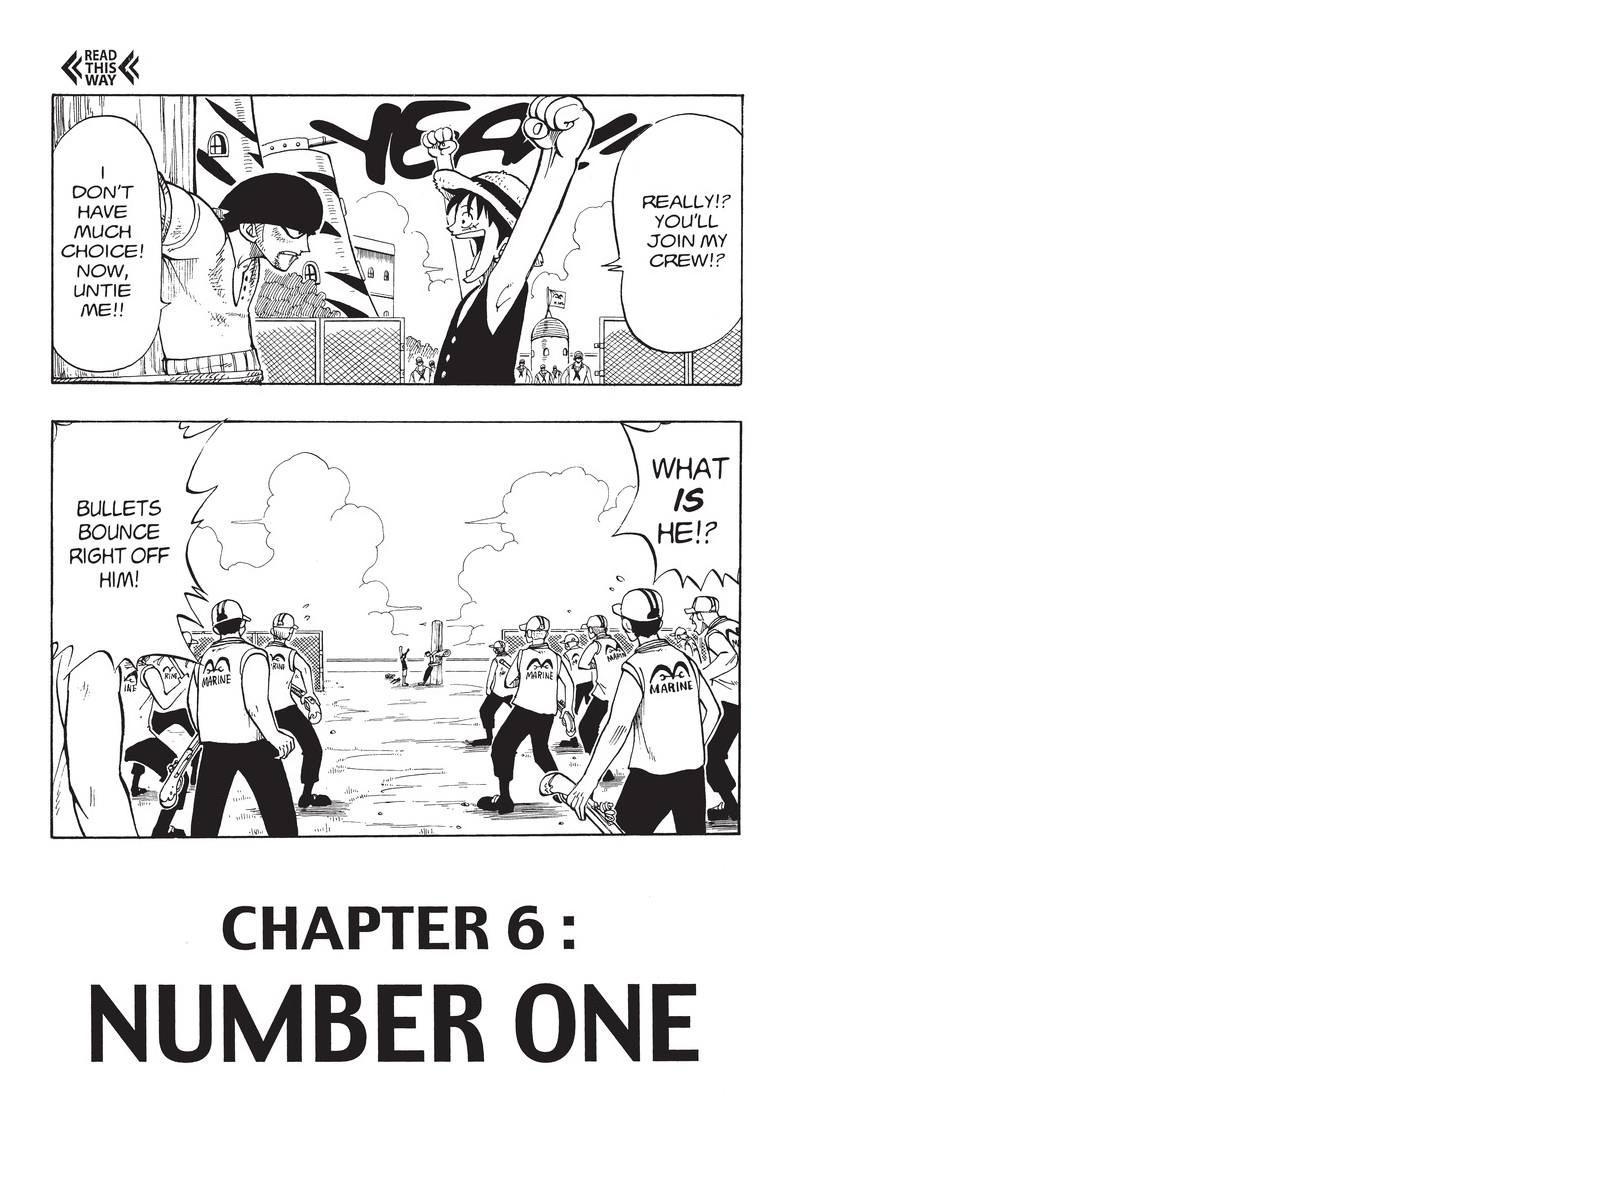 READ
THIS
WAY
YEAH!!
REALLY!?
YOU'LL
JOIN MY
CREW!?
I
DON'T
HAVE
MUCH
CHOICE!
NOW,
UNTIE
ME!!
WHAT
IS
HE!?
BULLETS
BOUNCE
RIGHT OFF
HIM!
MARINE
MARINE
MARINE
CHAPTER 6 :
NUMBER ONE